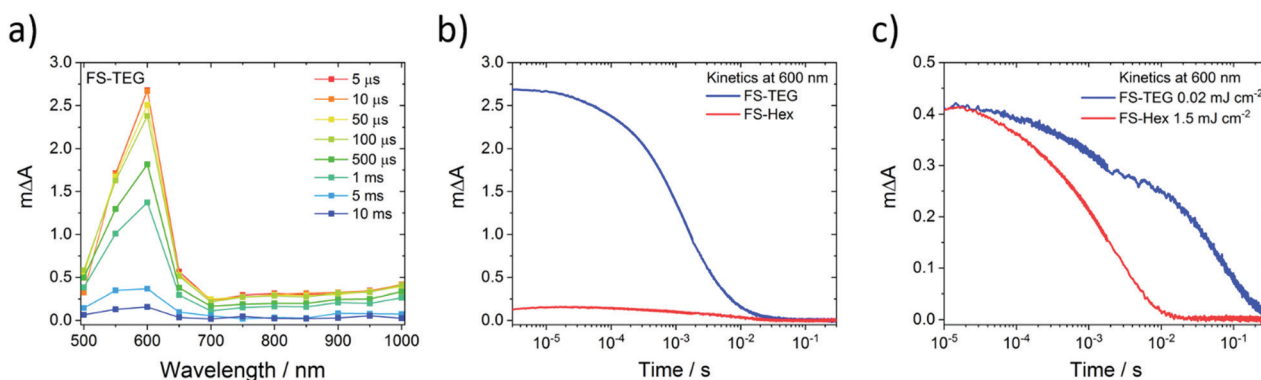 a)
FS-TEG
5 μs
10 μs
50 μs
100 μs
500 μs
1 ms
5 ms
10 ms
3.0
2.5
2.0
1.5
1.0
0.5
0.0
mΔA
500 600 700 800 900 1000
Wavelength / nm
b)
Kinetics at 600 nm
FS-TEG
FS-Hex
3.0
2.5
2.0
1.5
1.0
0.5
0.0
mΔA
10⁻⁵ 10⁻⁴ 10⁻³ 10⁻² 10⁻¹
Time / s
c)
Kinetics at 600 nm
FS-TEG 0.02 mJ cm⁻²
FS-Hex 1.5 mJ cm⁻²
0.5
0.4
0.3
0.2
0.1
0.0
mΔA
10⁻⁵ 10⁻⁴ 10⁻³ 10⁻² 10⁻¹
Time / s